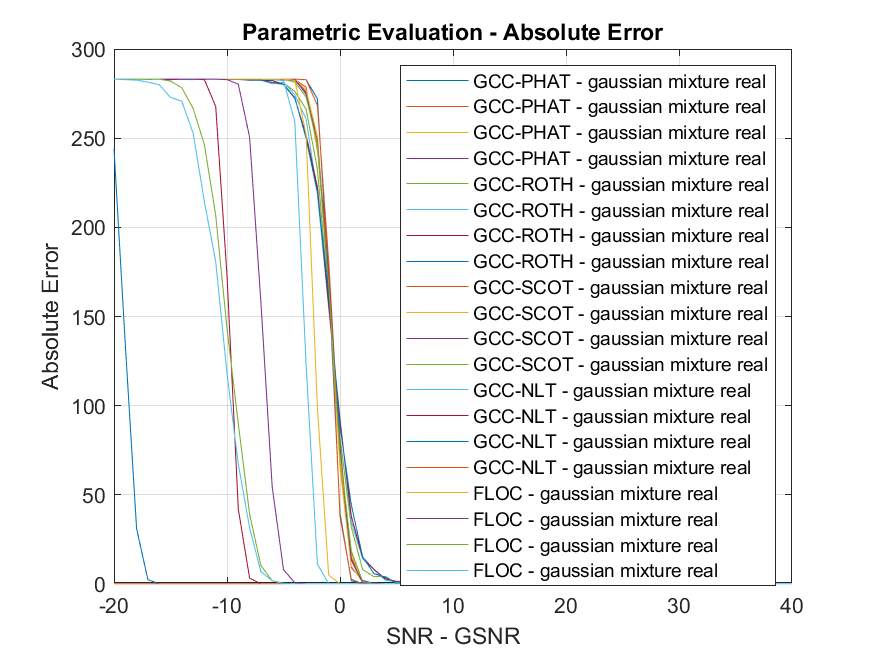 Parametric Evaluation - Absolute Error
300
250
200
150
100
50
0
Absolute Error
-20
-10
0
10
20
30
40
SNR - GSNR
GCC-PHAT - gaussian mixture real
GCC-PHAT - gaussian mixture real
GCC-PHAT - gaussian mixture real
GCC-PHAT - gaussian mixture real
GCC-ROTH - gaussian mixture real
GCC-ROTH - gaussian mixture real
GCC-ROTH - gaussian mixture real
GCC-ROTH - gaussian mixture real
GCC-SCOT - gaussian mixture real
GCC-SCOT - gaussian mixture real
GCC-SCOT - gaussian mixture real
GCC-SCOT - gaussian mixture real
GCC-NLT - gaussian mixture real
GCC-NLT - gaussian mixture real
GCC-NLT - gaussian mixture real
GCC-NLT - gaussian mixture real
FLOC - gaussian mixture real
FLOC - gaussian mixture real
FLOC - gaussian mixture real
FLOC - gaussian mixture real